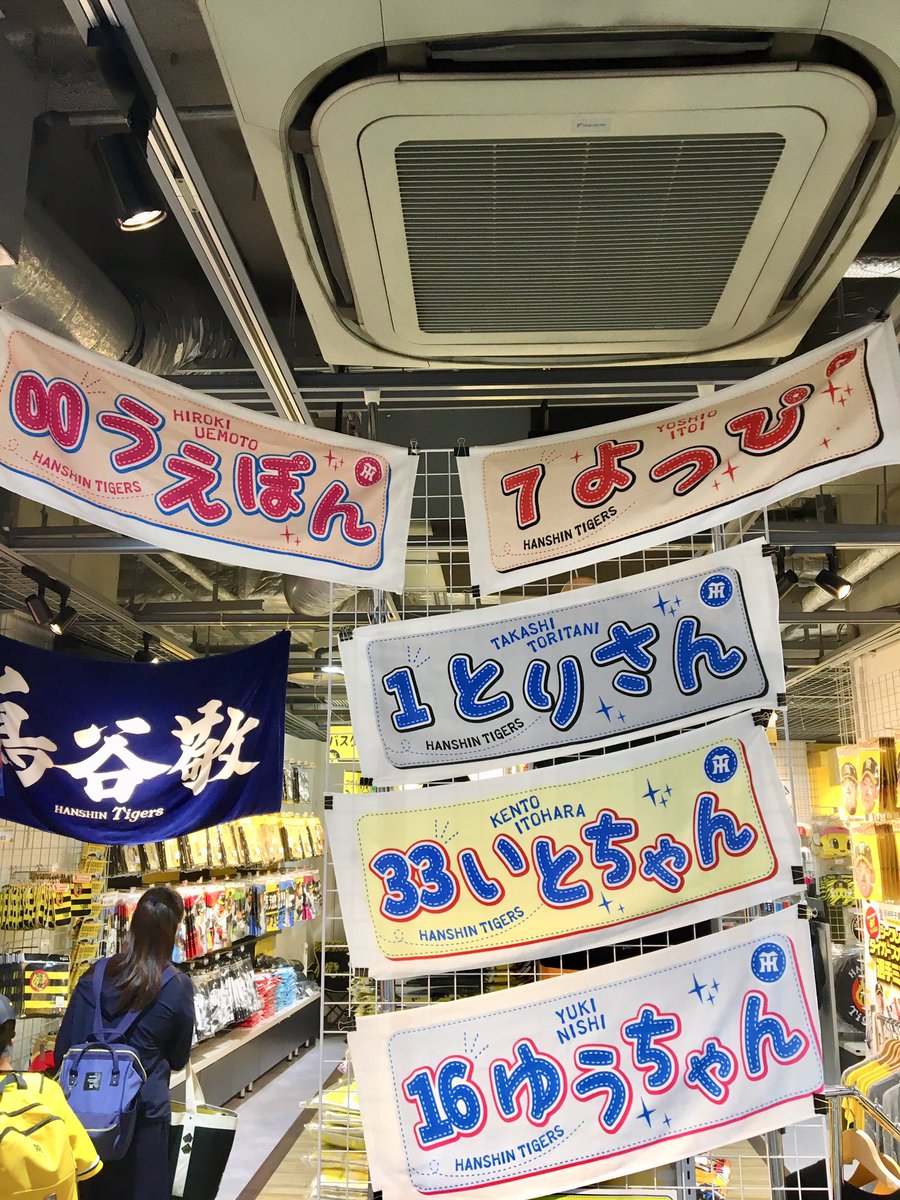 HIROKI
UEMOTO
00うえぽん
HANSHIN TIGERS
YOSHIO
ITOI
7よっぴ
HANSHIN TIGERS
TAKASHI
TORITANI
1とりさん
HANSHIN TIGERS
鳥谷敬
HANSHIN Tigers
KENTO
ITOHARA
33いとちゃん
HANSHIN TIGERS
YUKI
NISHI
16ゆうちゃん
HANSHIN TIGERS